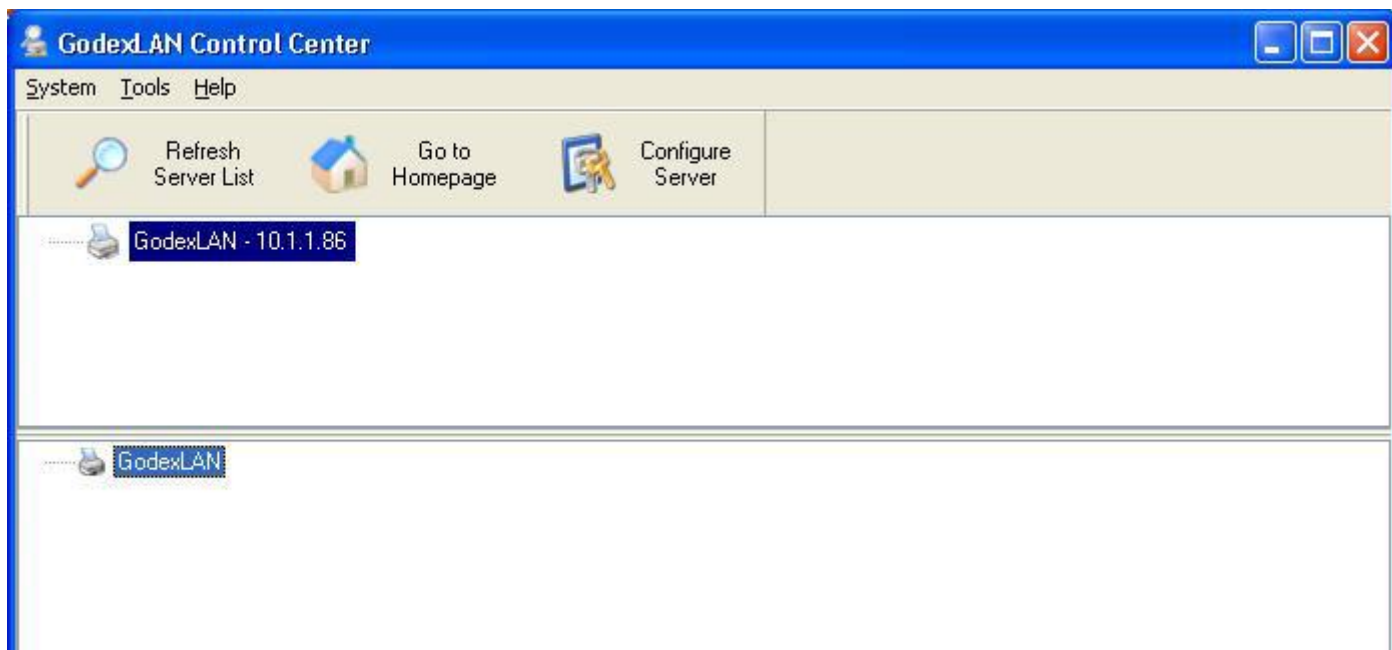 GodexLAN Control Center
System Tools Help
Refresh
Server List
Go to
Homepage
Configure
Server
GodexLAN - 10.1.1.86
GodexLAN